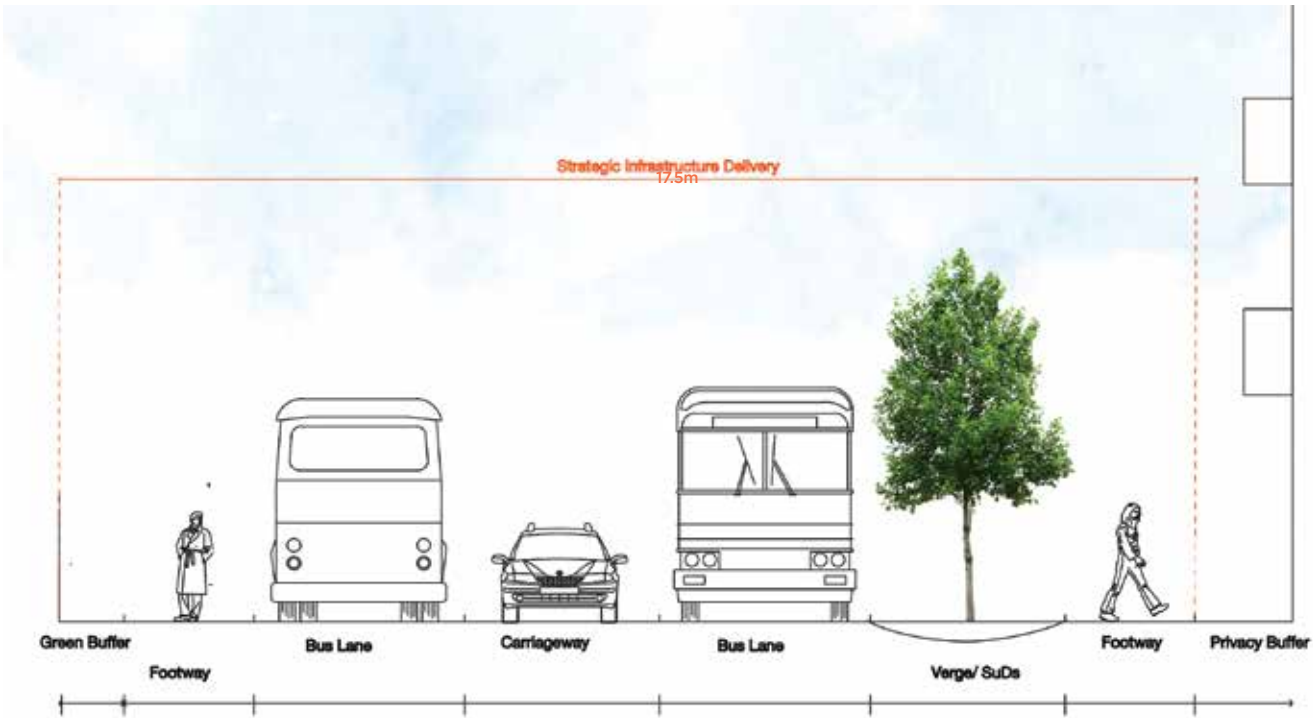 Strategic Infrastructure Delivery
17.5m
Green Buffer
Footway
Bus Lane
Carriageway
Bus Lane
Verge/ SuDs
Footway
Privacy Buffer